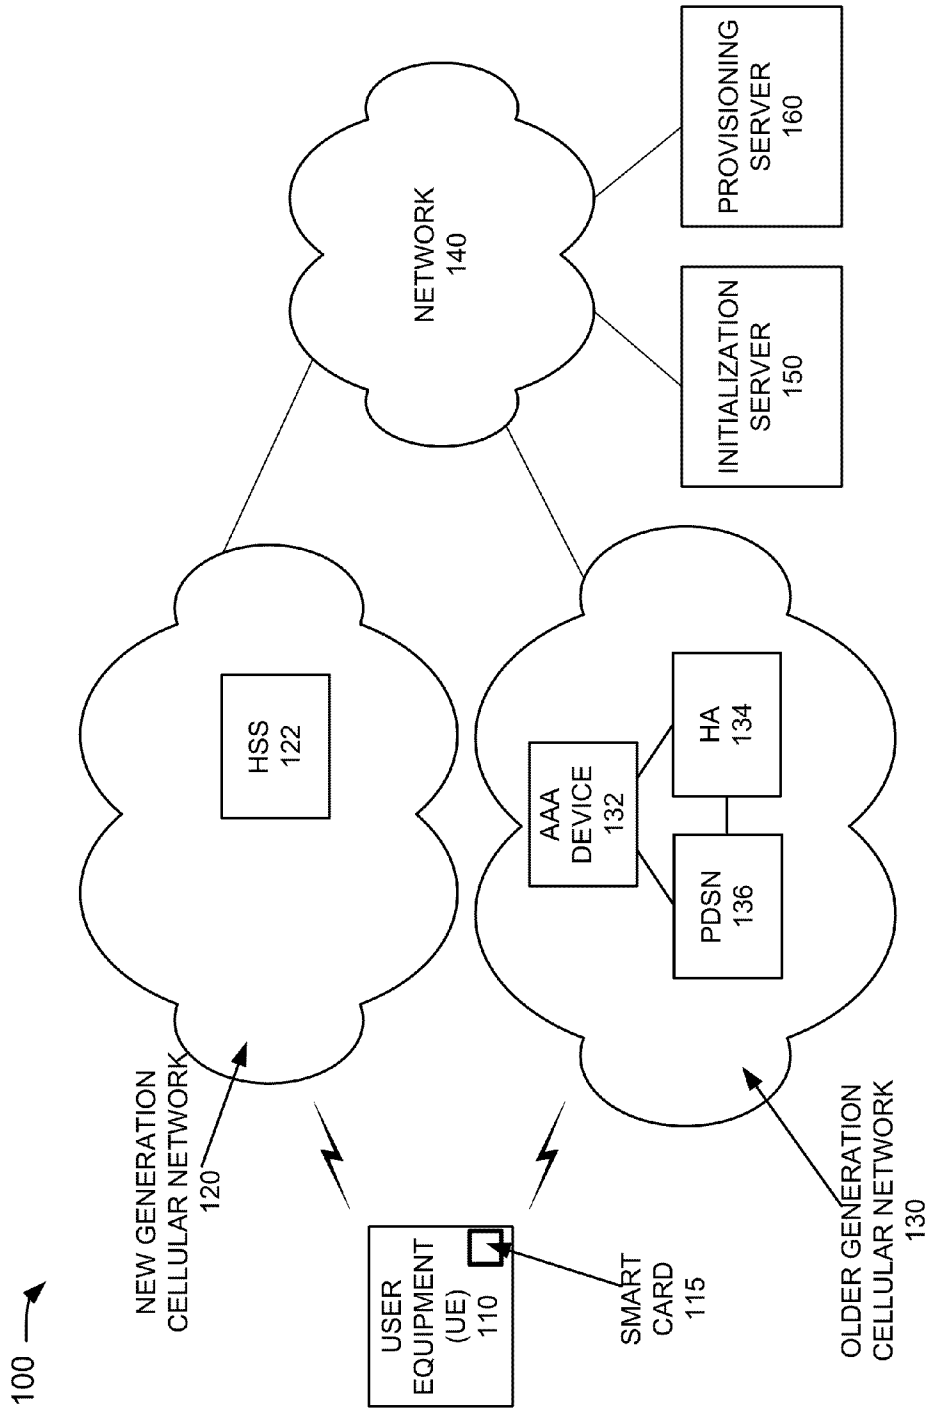 100
NEW GENERATION
CELLULAR NETWORK
120
HSS
122
NETWORK
140
USER
EQUIPMENT
(UE)
110
SMART
CARD
115
AAA
DEVICE
132
PDSN
136
HA
134
INITIALIZATION
SERVER
150
PROVISIONING
SERVER
160
OLDER GENERATION
CELLULAR NETWORK
130